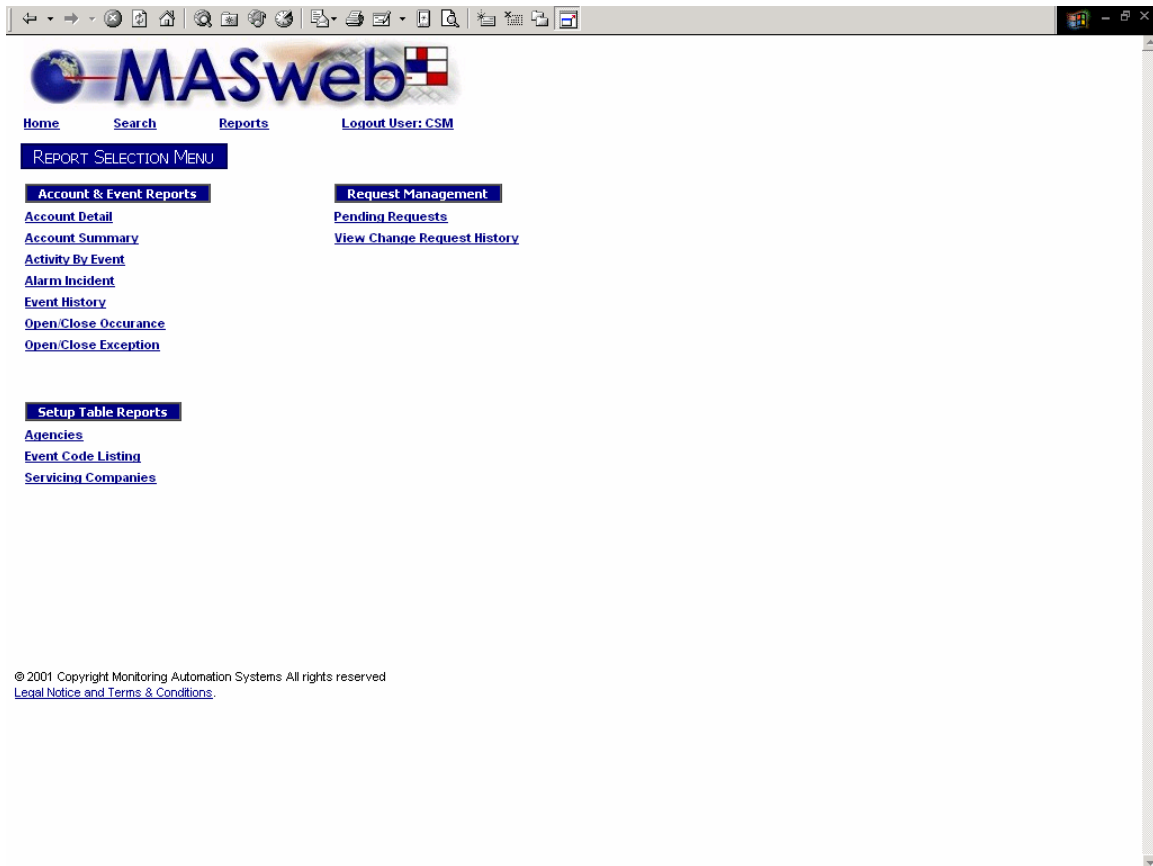 MASweb
Home Search Reports Logout User: CSM
REPORT SELECTION MENU
Account & Event Reports
Account Detail
Account Summary
Activity By Event
Alarm Incident
Event History
Open/Close Occurance
Open/Close Exception
Request Management
Pending Requests
View Change Request History
Setup Table Reports
Agencies
Event Code Listing
Servicing Companies
© 2001 Copyright Monitoring Automation Systems All rights reserved
Legal Notice and Terms & Conditions.